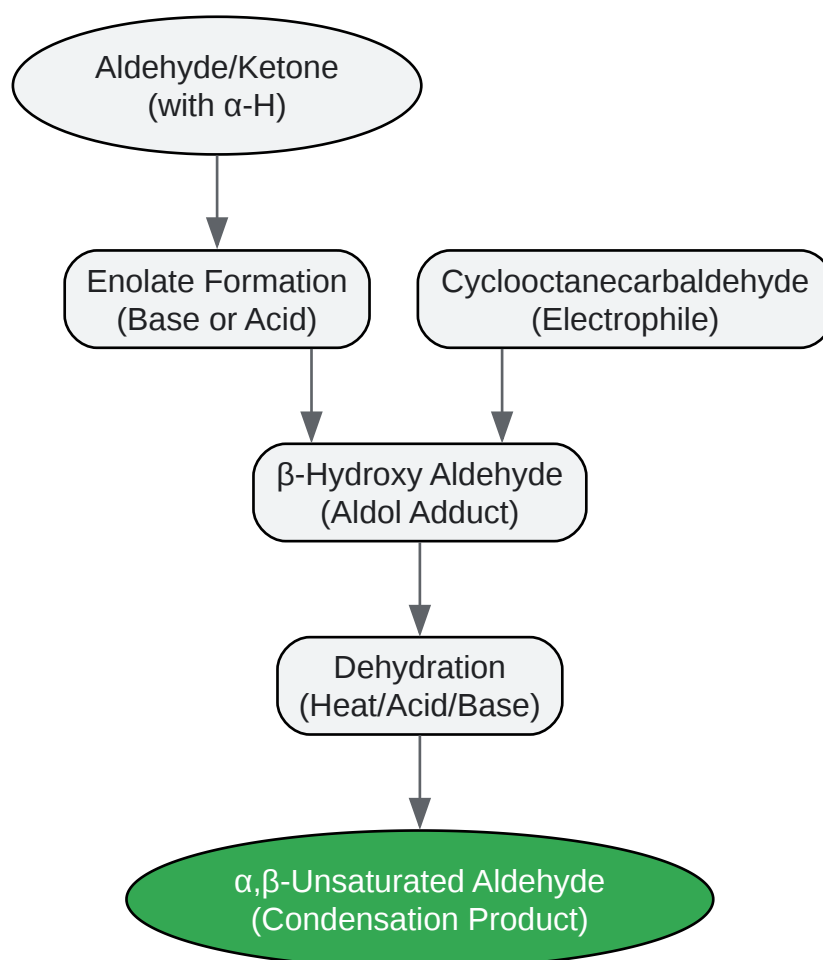 Aldehyde/Ketone
(with α-H)
Enolate Formation
(Base or Acid)
Cyclooctanecarbaldehyde
(Electrophile)
β-Hydroxy Aldehyde
(Aldol Adduct)
Dehydration
(Heat/Acid/Base)
α,β-Unsaturated Aldehyde
(Condensation Product)